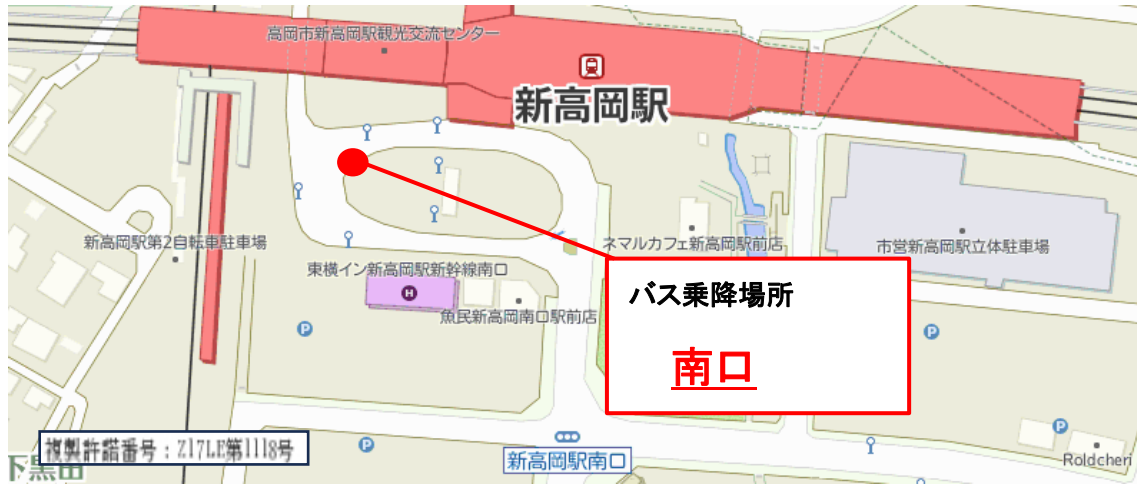 高岡市新高岡駅観光交流センター
新高岡駅
新高岡駅第2自転車駐車場
ネマルカフェ新高岡駅前店
市営新高岡駅立体駐車場
東横イン新高岡駅新幹線南口
H
魚民新高岡南口駅前店
バス乗降場所
南口
P
P
P
P
複製許諾番号：Z17LE第1118号
下黒田
新高岡駅南口
Roldcheri